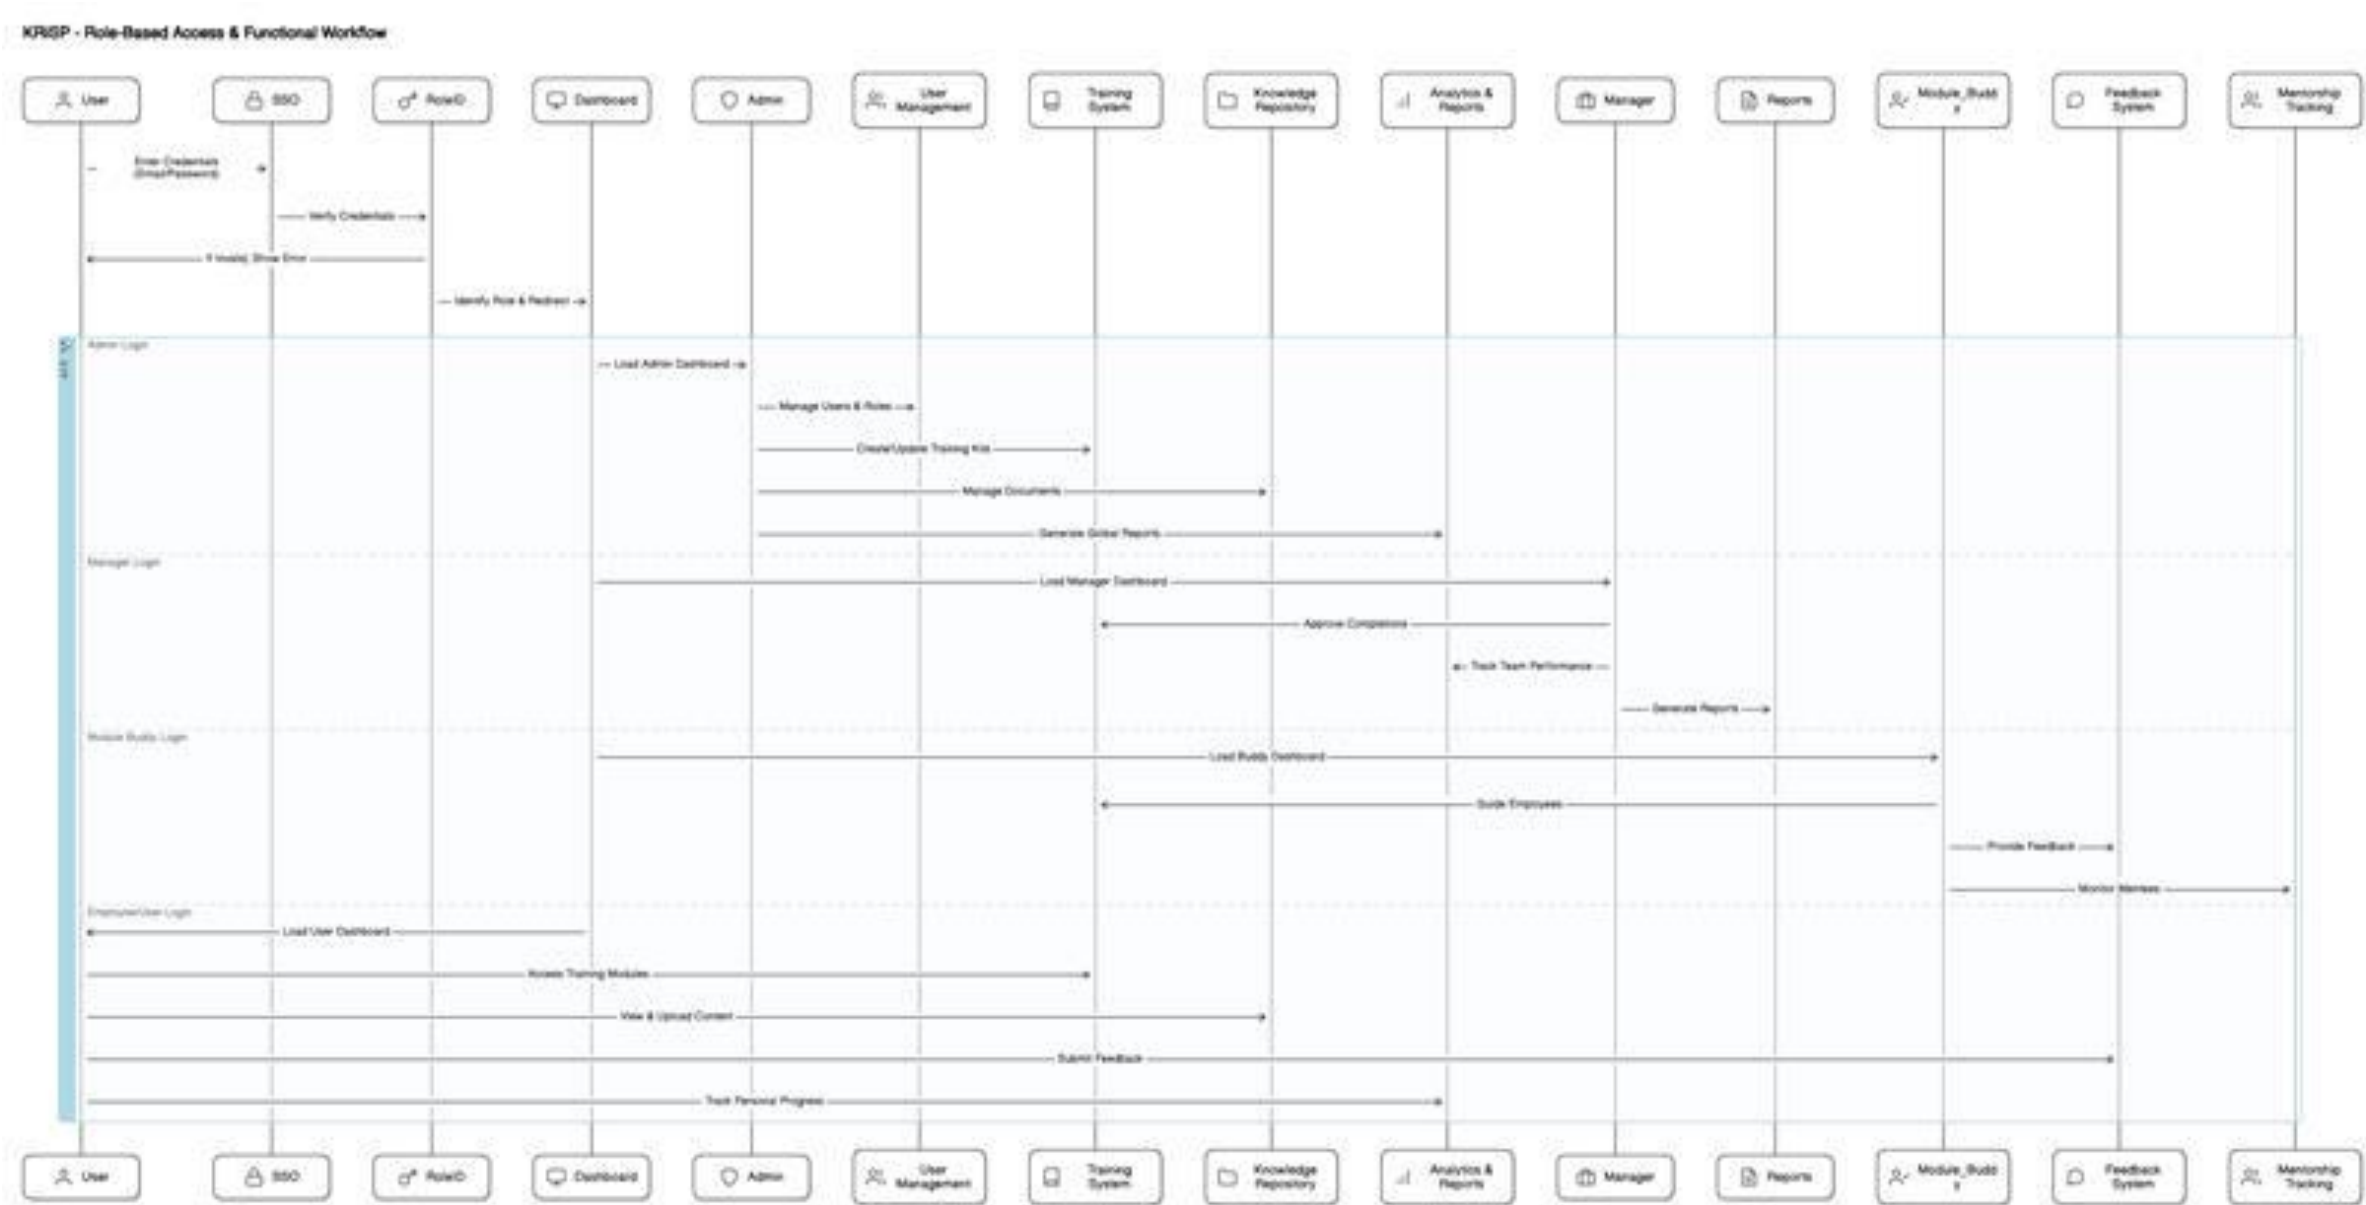 KRISP - Role-Based Access & Functional Workflow
User
SSO
RoleID
Dashboard
Admin
User
Management
Training
System
Knowledge
Repository
Analytics &
Reports
Manager
Reports
Module_Budd
y
Feedback
System
Mentorship
Tracking
Enter Credentials
(Email/Password)
Verify Credentials
If Invalid, Show Error
Identify Role & Redirect
Admin Login
Load Admin Dashboard
Manage Users & Roles
Create/Update Training Kits
Manage Documents
Generate Global Reports
Manager Login
Load Manager Dashboard
Approve Completions
Track Team Performance
Generate Reports
Module Buddy Login
Load Buddy Dashboard
Guide Employees
Provide Feedback
Monitor Mentees
Employee/User Login
Load User Dashboard
Access Training Modules
View & Upload Content
Submit Feedback
Track Personal Progress
User
SSO
RoleID
Dashboard
Admin
User
Management
Training
System
Knowledge
Repository
Analytics &
Reports
Manager
Reports
Module_Budd
y
Feedback
System
Mentorship
Tracking